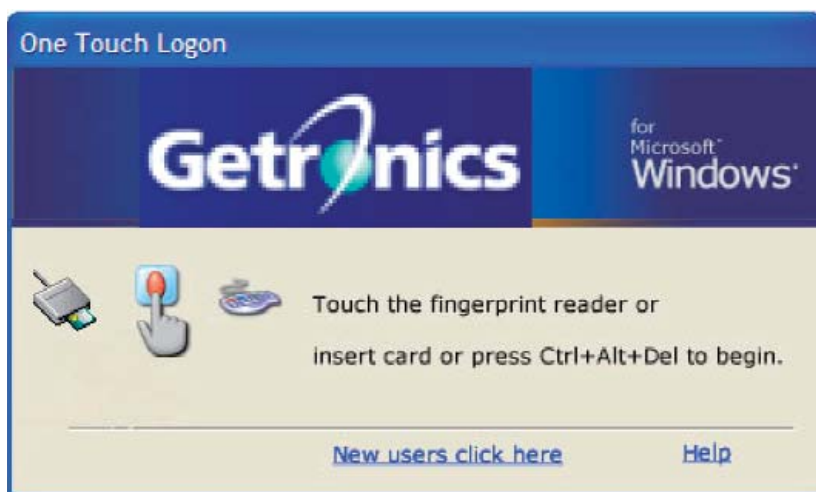 One Touch Logon
Getronics
for
Microsoft
Windows
Touch the fingerprint reader or
insert card or press Ctrl+Alt+Del to begin.
New users click here
Help